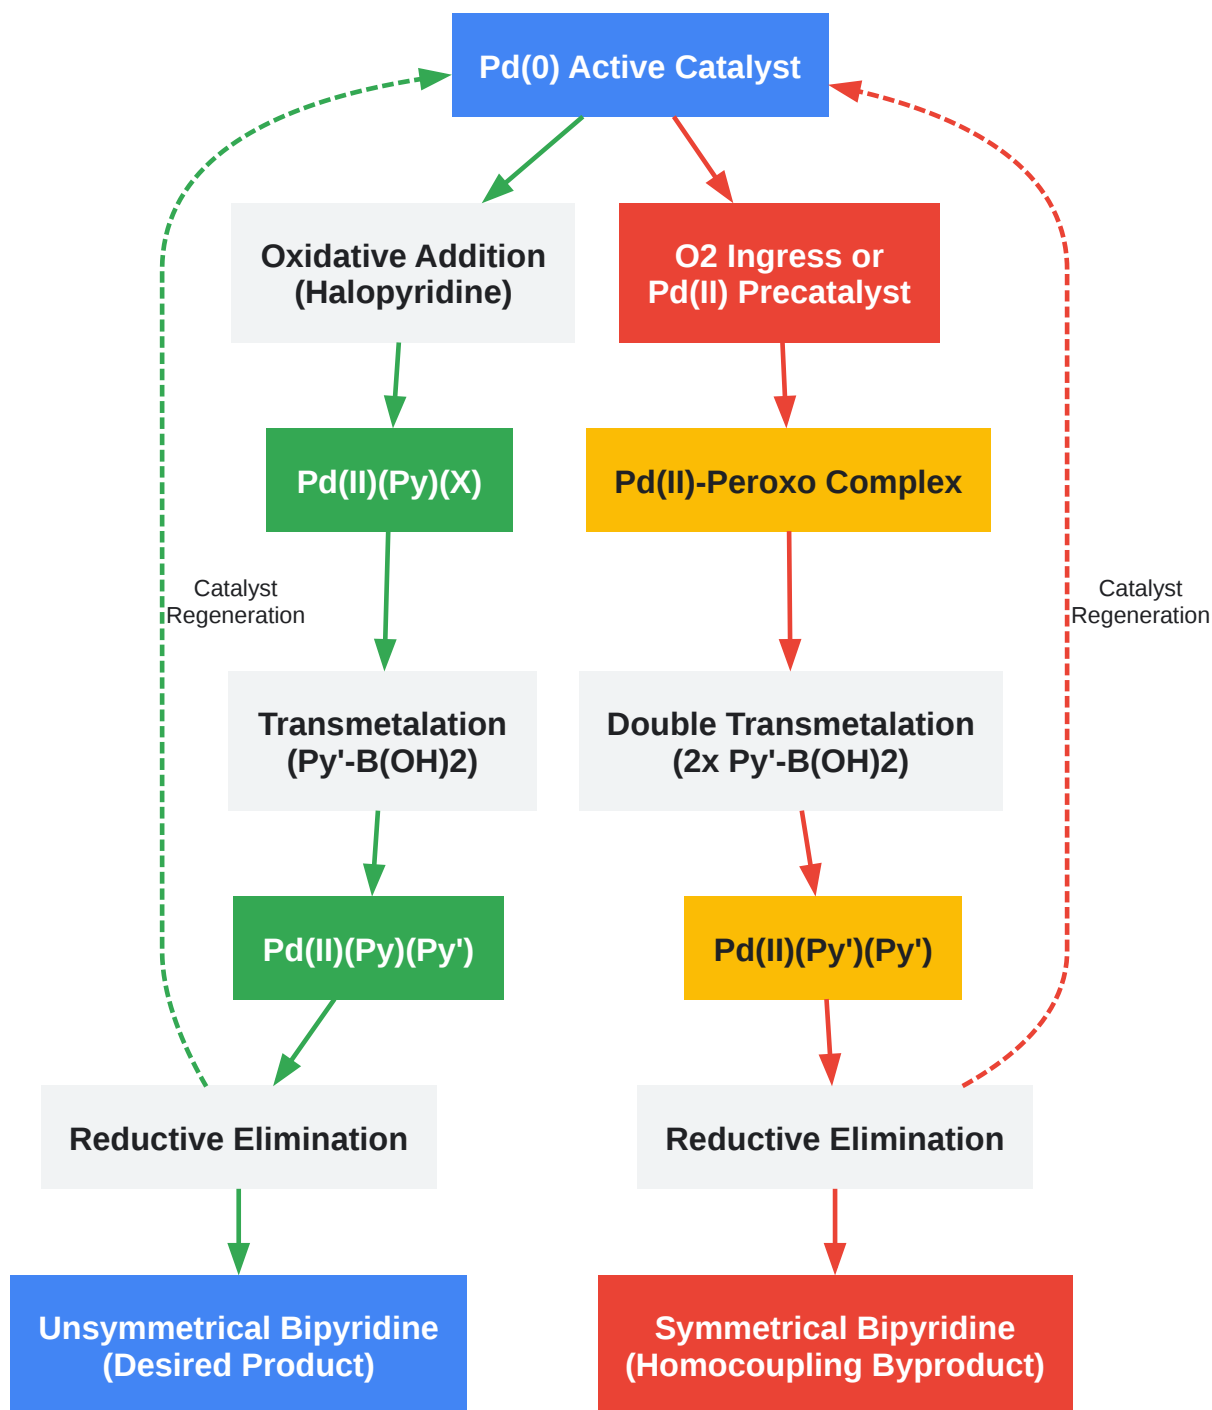 Pd(0) Active Catalyst
Oxidative Addition
(Halopyridine)
O2 Ingress or
Pd(II) Precatalyst
Pd(II)(Py)(X)
Pd(II)-Peroxo Complex
Catalyst
Regeneration
Catalyst
Regeneration
Transmetalation
(Py'-B(OH)2)
Double Transmetalation
(2x Py'-B(OH)2)
Pd(II)(Py)(Py')
Pd(II)(Py')(Py')
Reductive Elimination
Reductive Elimination
Unsymmetrical Bipyridine
(Desired Product)
Symmetrical Bipyridine
(Homocoupling Byproduct)